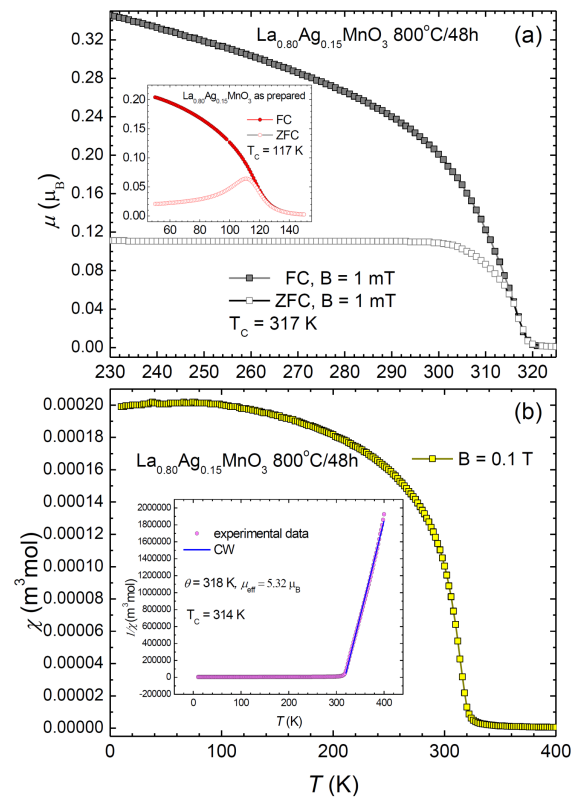 La0.80Ag0.15MnO3 800°C/48h (a)
0.32
0.28
0.24
0.20
0.16
0.12
0.08
0.04
0.00
μ (μB)
La0.80Ag0.15MnO3 as prepared
FC
ZFC
TC = 117 K
0.20
0.15
0.10
0.05
0.00
60 80 100 120 140
FC, B = 1 mT
ZFC, B = 1 mT
TC = 317 K
230 240 250 260 270 280 290 300 310 320
(b)
0.00020
0.00018
0.00016
0.00014
0.00012
0.00010
0.00008
0.00006
0.00004
0.00002
0.00000
χ (m3mol)
La0.80Ag0.15MnO3 800°C/48h
B = 0.1 T
2000000
1800000
1600000
1400000
1200000
1000000
800000
600000
400000
200000
0
-200000
1/χ(m3mol)
experimental data
CW
θ = 318 K, μeff = 5.32 μB
TC = 314 K
0 100 200 300 400
T (K)
0 100 200 300 400
T (K)